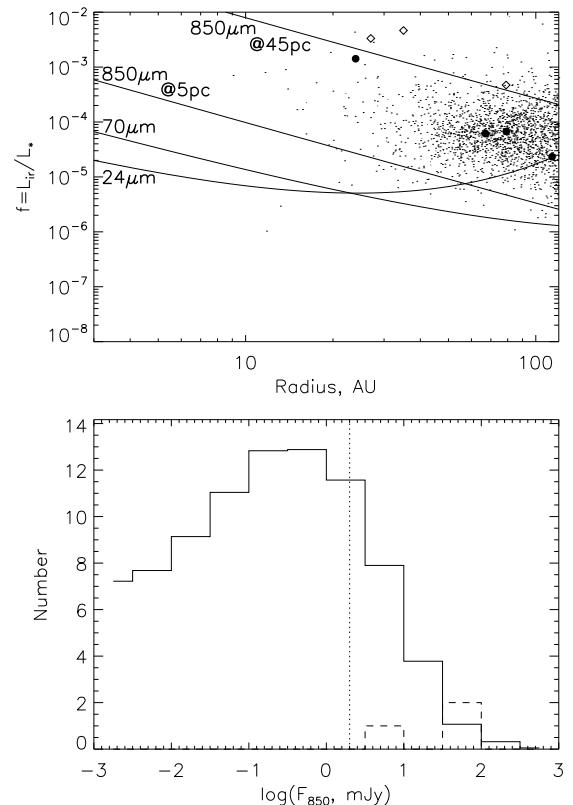 10⁻²
850μm
@45pc
10⁻³
850μm
@5pc
10⁻⁴
70μm
10⁻⁵
24μm
10⁻⁶
10⁻⁷
10⁻⁸
f=L_ir/L_*
10 100
Radius, AU
14
12
10
8
6
4
2
0
Number
−3 −2 −1 0 1 2 3
log(F₈₅₀, mJy)